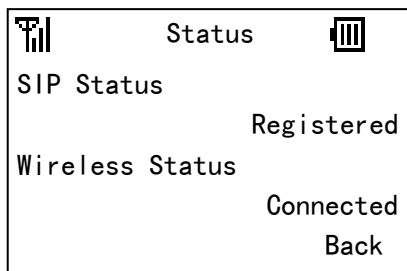 Status
SIP Status
Registered
Wireless Status
Connected
Back